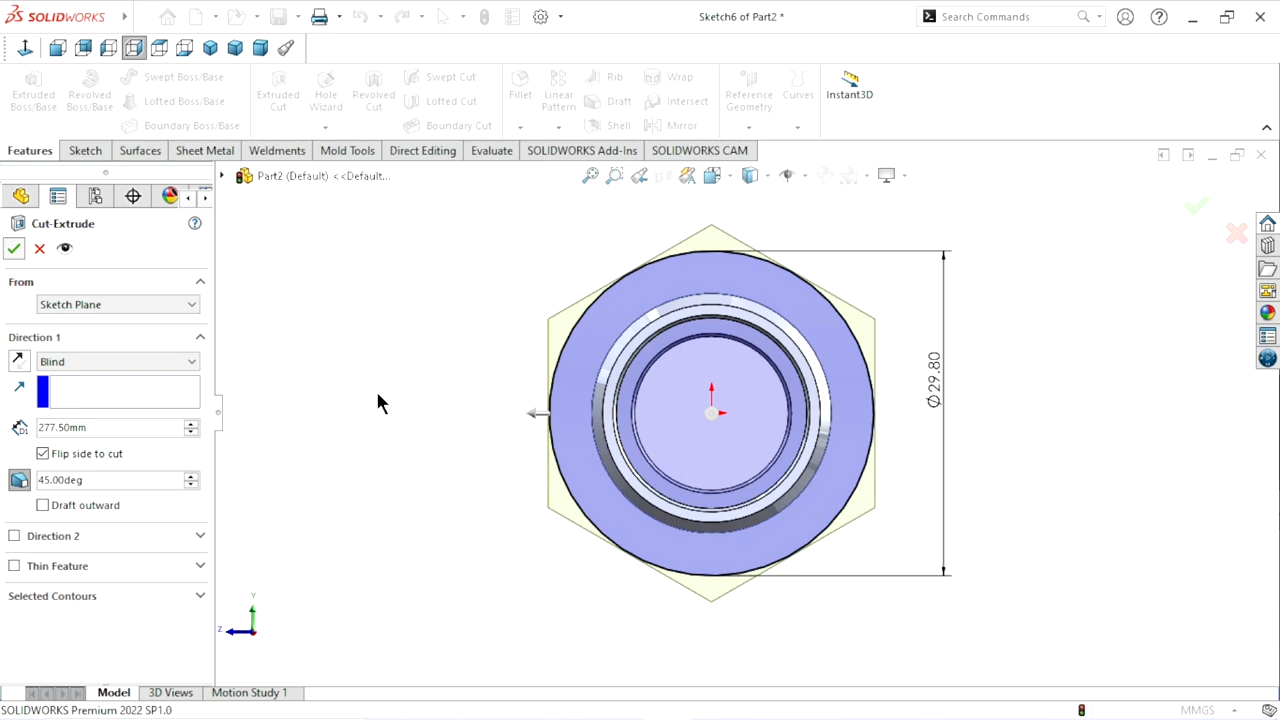 SOLIDWORKS
Sketch6 of Part2 *
Search Commands
Extruded Boss/Base
Revolved Boss/Base
Swept Boss/Base
Lofted Boss/Base
Boundary Boss/Base
Extruded Cut
Hole Wizard
Revolved Cut
Swept Cut
Lofted Cut
Boundary Cut
Fillet
Linear Pattern
Rib
Draft
Shell
Wrap
Intersect
Mirror
Reference Geometry
Curves
Instant3D
Features
Sketch
Surfaces
Sheet Metal
Weldments
Mold Tools
Direct Editing
Evaluate
SOLIDWORKS Add-Ins
SOLIDWORKS CAM
Part2 (Default) <<Default...
Cut-Extrude
From
Sketch Plane
Direction 1
Blind
277.50mm
Flip side to cut
45.00deg
Draft outward
Direction 2
Thin Feature
Selected Contours
Ø29.80
Y
Z
Model
3D Views
Motion Study 1
SOLIDWORKS Premium 2022 SP1.0
MMGS